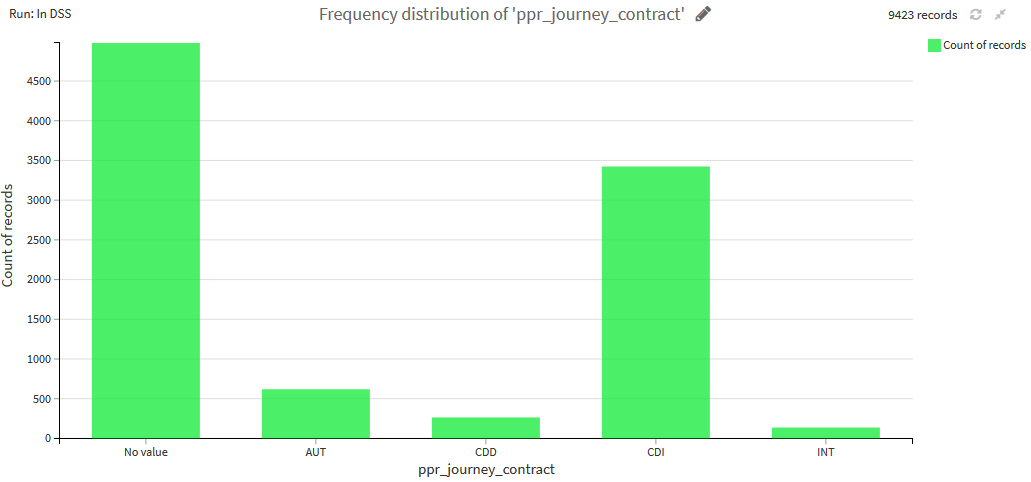 Run: In DSS
Frequency distribution of 'ppr_journey_contract'
9423 records
Count of records
4500
4000
3500
3000
2500
2000
1500
1000
500
0
Count of records
No value
AUT
CDD
CDI
INT
ppr_journey_contract